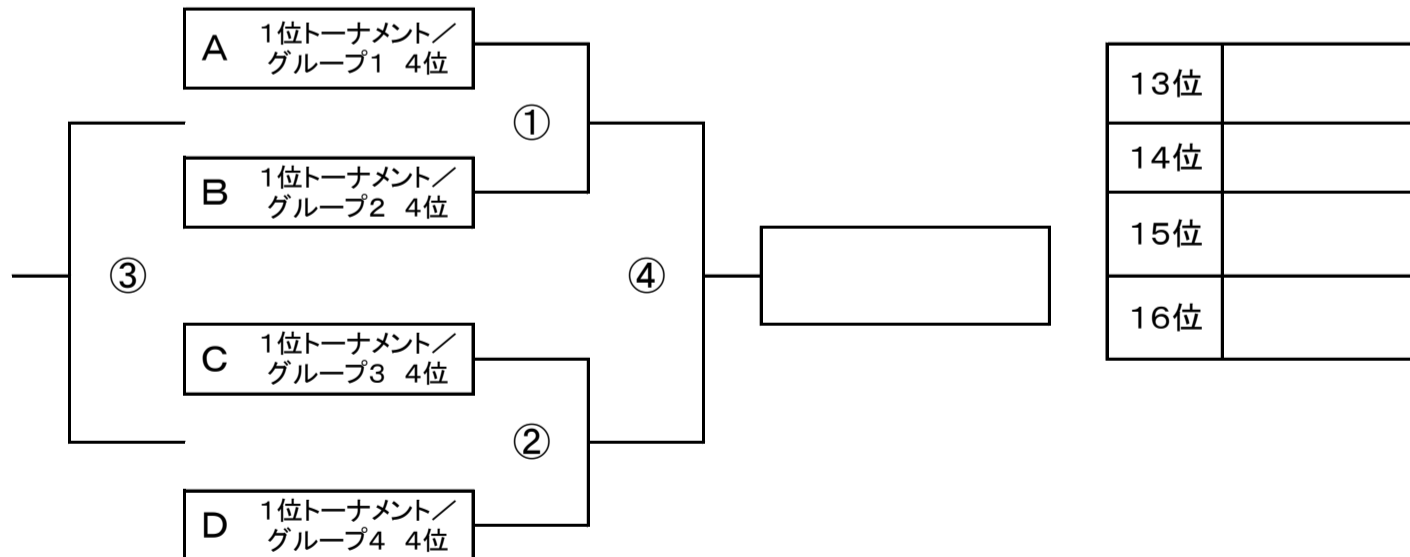 A
1位トーナメント／
グループ1 4位
①
B
1位トーナメント／
グループ2 4位
③
④
C
1位トーナメント／
グループ3 4位
②
D
1位トーナメント／
グループ4 4位
13位
14位
15位
16位